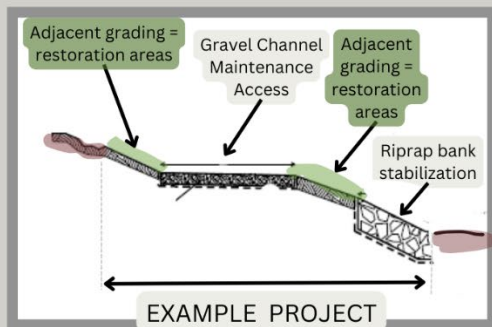 Adjacent grading =
restoration areas
Gravel Channel
Maintenance
Access
Adjacent
grading =
restoration
areas
Riprap bank
stabilization
EXAMPLE PROJECT